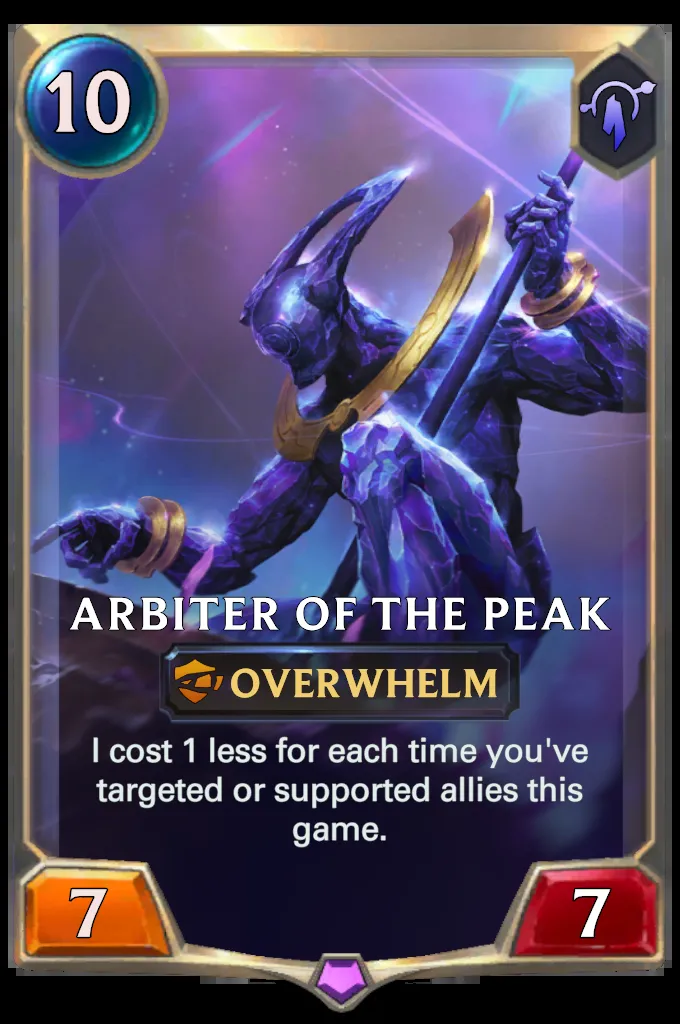 10
ARBITER OF THE PEAK
OVERWHELM
I cost 1 less for each time you've
targeted or supported allies this
game.
7 7